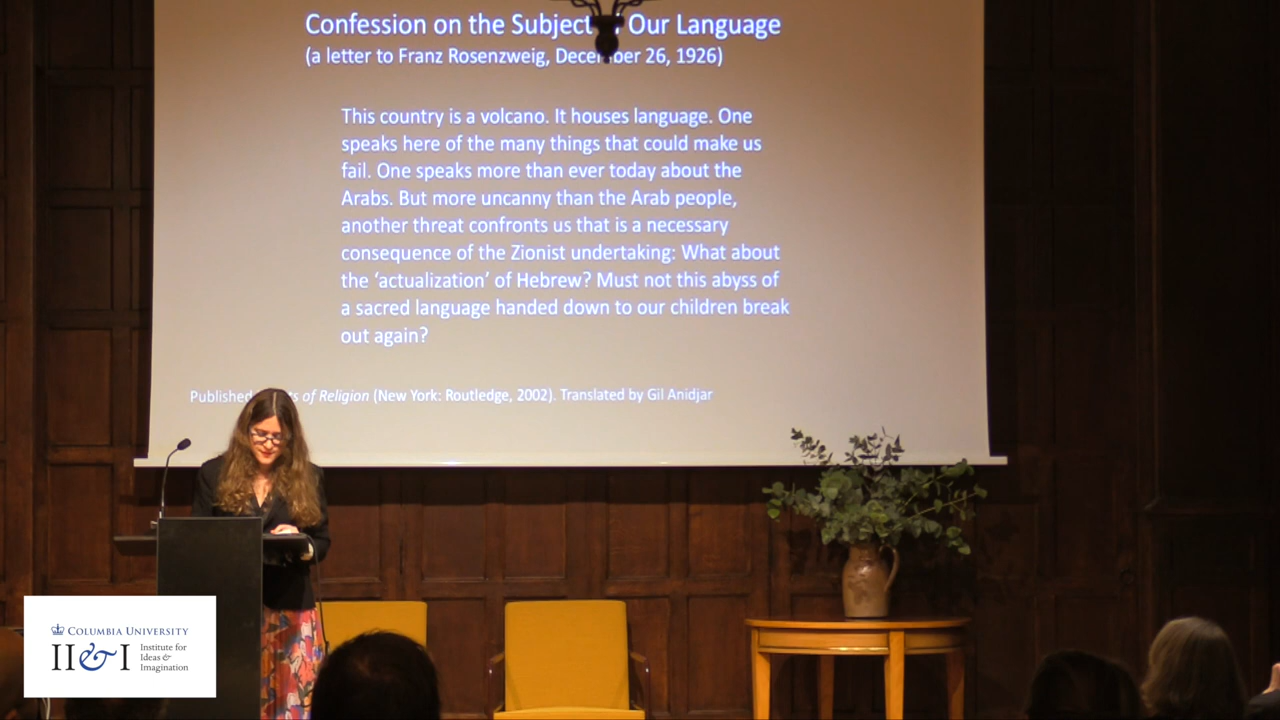 Confession on the Subject Our Language
(a letter to Franz Rosenzweig, December 26, 1926)
This country is a volcano. It houses language. One
speaks here of the many things that could make us
fail. One speaks more than ever today about the
Arabs. But more uncanny than the Arab people,
another threat confronts us that is a necessary
consequence of the Zionist undertaking: What about
the ‘actualization’ of Hebrew? Must not this abyss of
a sacred language handed down to our children break
out again?
Published of Religion (New York: Routledge, 2002). Translated by Gil Anidjar
COLUMBIA UNIVERSITY
II&I
Institute for
Ideas &
Imagination